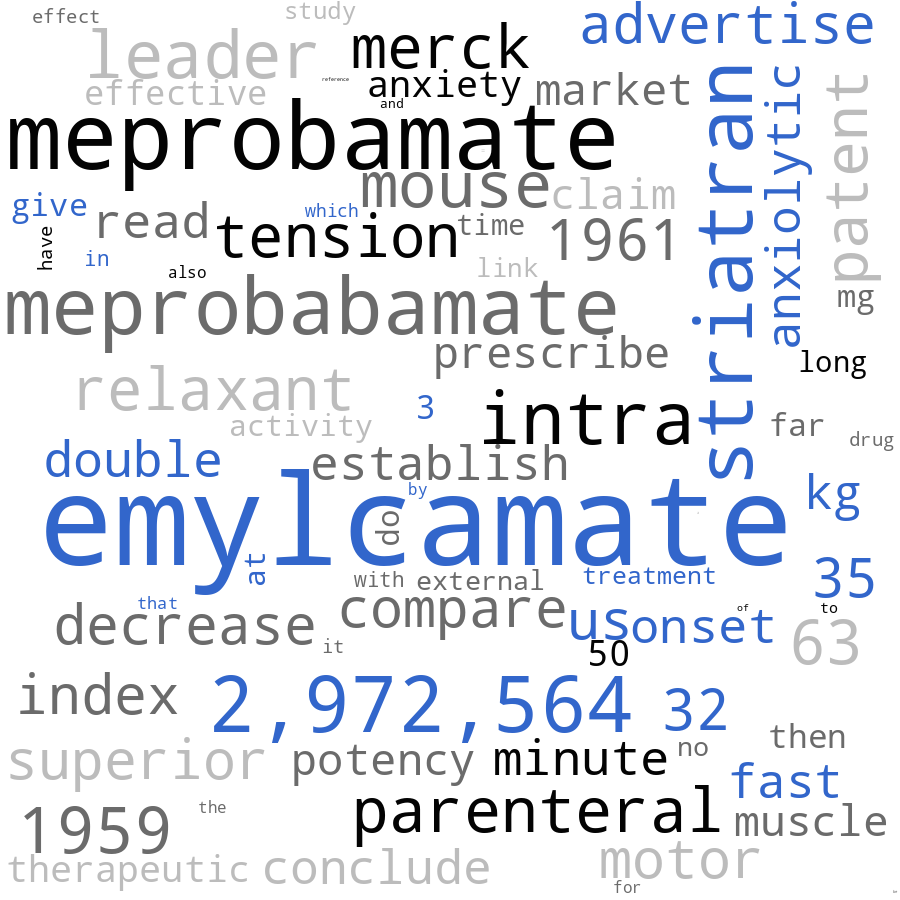 effect
study
advertise
leader
merck
effective
reference
anxiety
and
market
striatran
anxiolytic
patent
meprobamate
mouse
claim
give
read
which
tension
time
1961
have
in
also
link
mg
meprobabamate
prescribe
long
relaxant
3
intra
activity
far
drug
double
establish
kg
emylcamate
by
do
at
with
external
treatment
35
that
decrease
compare
us
onset
of
to
it
50
63
index
2,972,564
32
superior
potency
minute
no
then
fast
1959
the
parenteral
muscle
therapeutic
conclude
motor
for